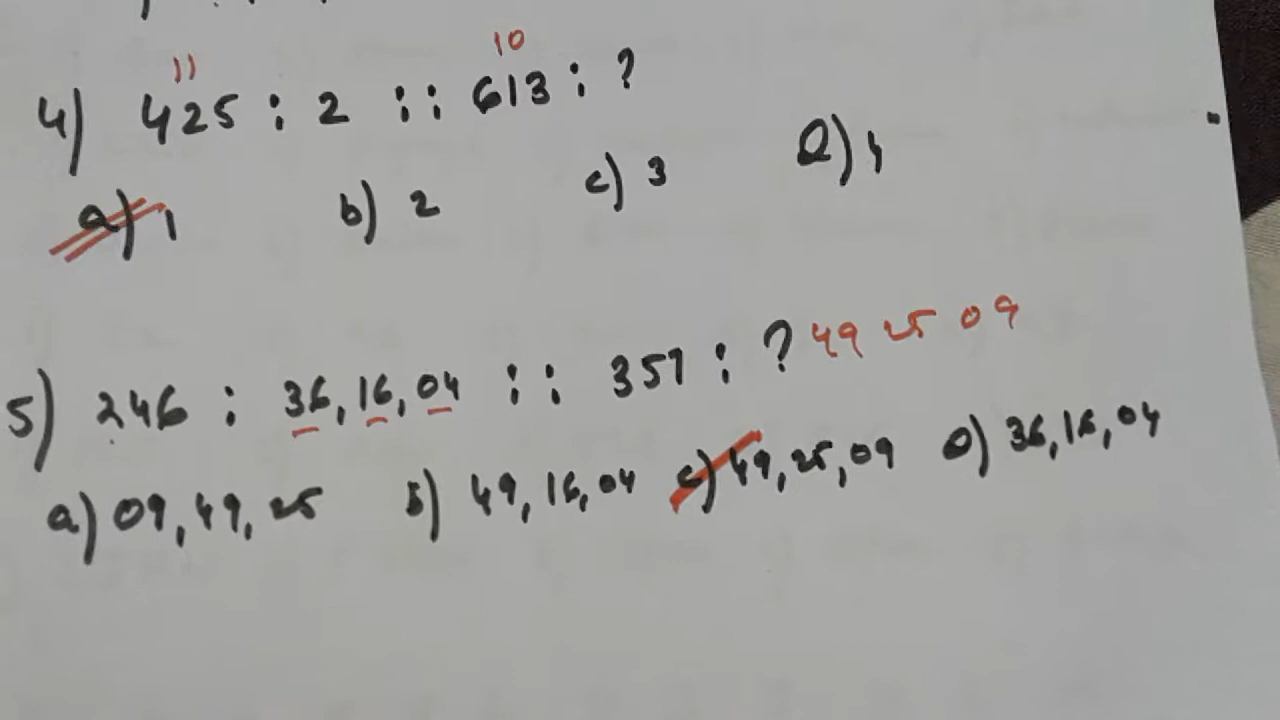 11 10
4) 425 : 2 :: 613 : ?
a) 1 b) 2 c) 3 D) 4
5) 246 : 36, 16, 04 :: 357 : ? 49 25 09
a) 09, 49, 25 b) 49, 16, 04 c) 49, 25, 09 D) 36, 16, 04